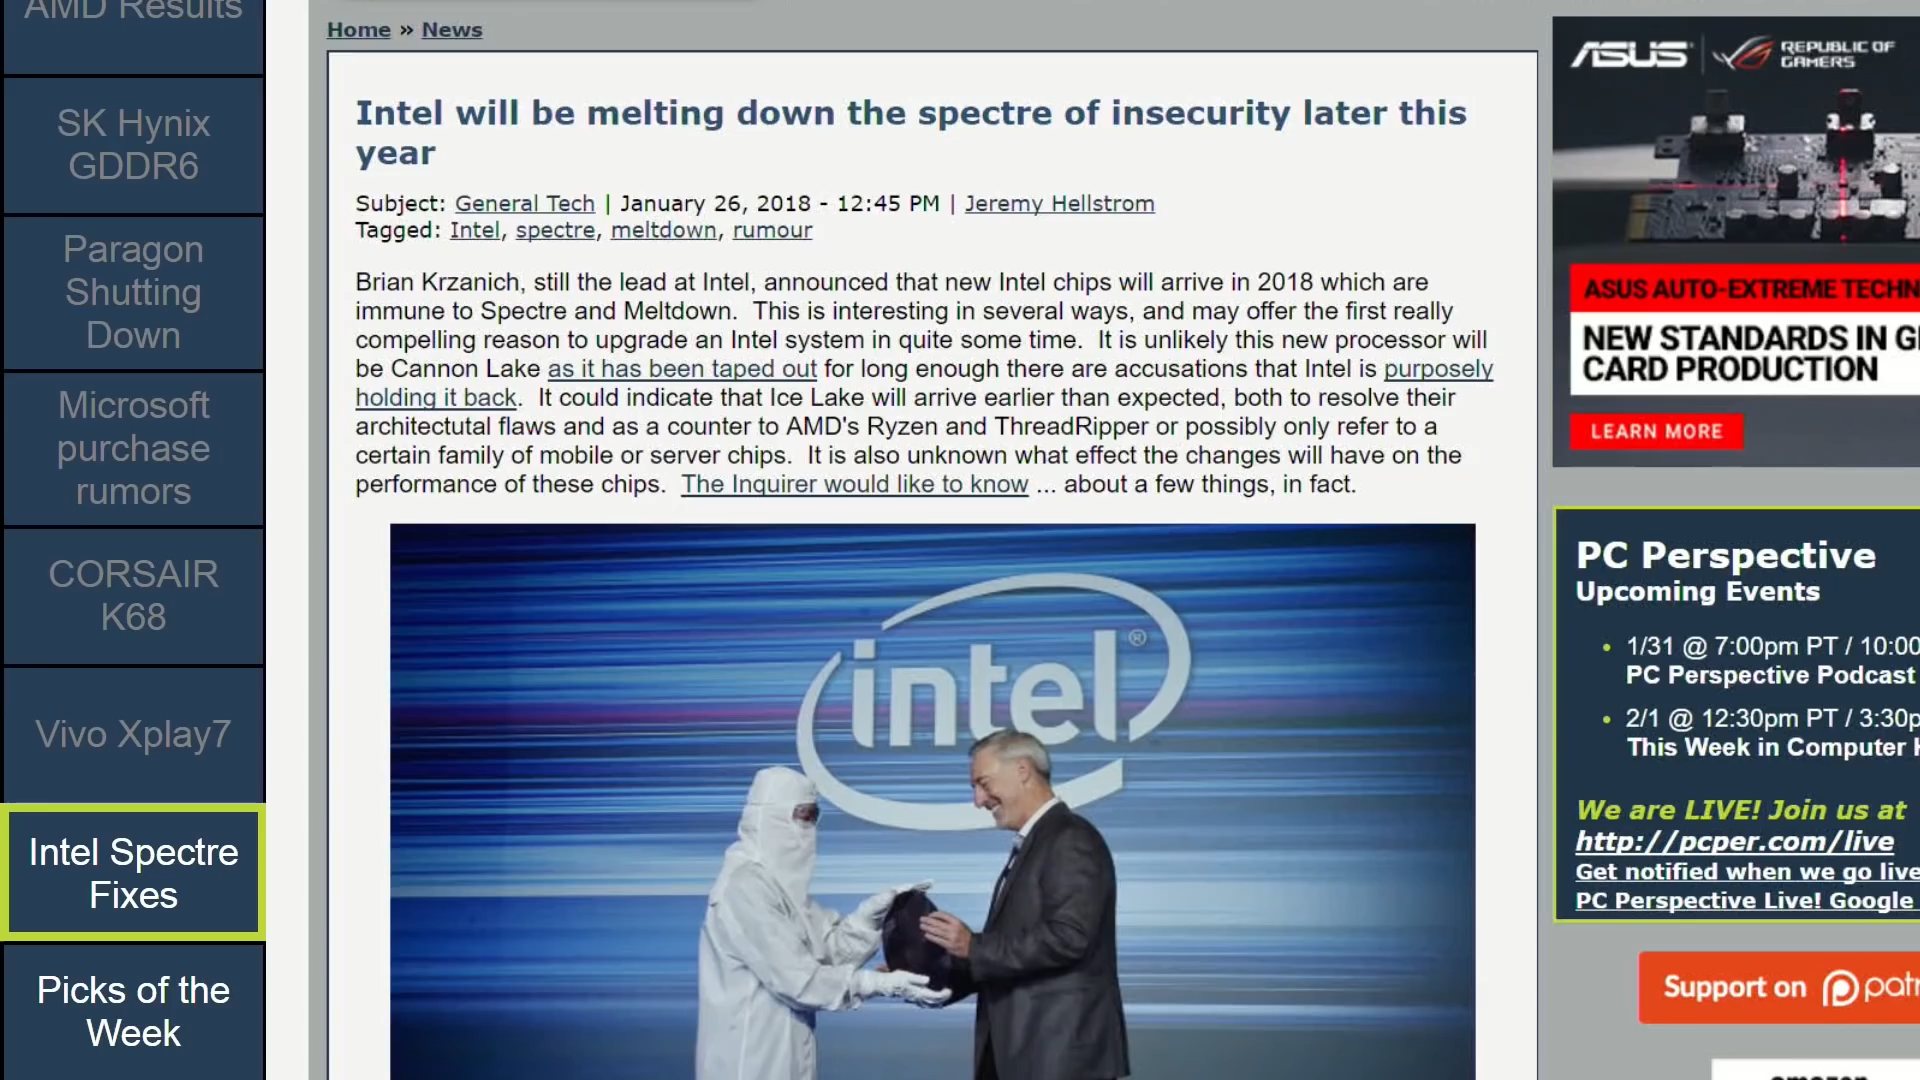 AMD Results
SK Hynix
GDDR6
Paragon
Shutting
Down
Microsoft
purchase
rumors
CORSAIR
K68
Vivo Xplay7
Intel Spectre
Fixes
Picks of the
Week
Home » News
Intel will be melting down the spectre of insecurity later this
year
Subject: General Tech | January 26, 2018 - 12:45 PM | Jeremy Hellstrom
Tagged: Intel, spectre, meltdown, rumour
Brian Krzanich, still the lead at Intel, announced that new Intel chips will arrive in 2018 which are
immune to Spectre and Meltdown.  This is interesting in several ways, and may offer the first really
compelling reason to upgrade an Intel system in quite some time.  It is unlikely this new processor will
be Cannon Lake as it has been taped out for long enough there are accusations that Intel is purposely
holding it back.  It could indicate that Ice Lake will arrive earlier than expected, both to resolve their
architectutal flaws and as a counter to AMD's Ryzen and ThreadRipper or possibly only refer to a
certain family of mobile or server chips.  It is also unknown what effect the changes will have on the
performance of these chips.  The Inquirer would like to know ... about a few things, in fact.
intel®
ASUS REPUBLIC OF
GAMERS
ASUS AUTO-EXTREME TECHN
NEW STANDARDS IN G
CARD PRODUCTION
LEARN MORE
PC Perspective
Upcoming Events
• 1/31 @ 7:00pm PT / 10:00
PC Perspective Podcast
• 2/1 @ 12:30pm PT / 3:30p
This Week in Computer H
We are LIVE! Join us at
http://pcper.com/live
Get notified when we go live
PC Perspective Live! Google
Support on patr
amazon